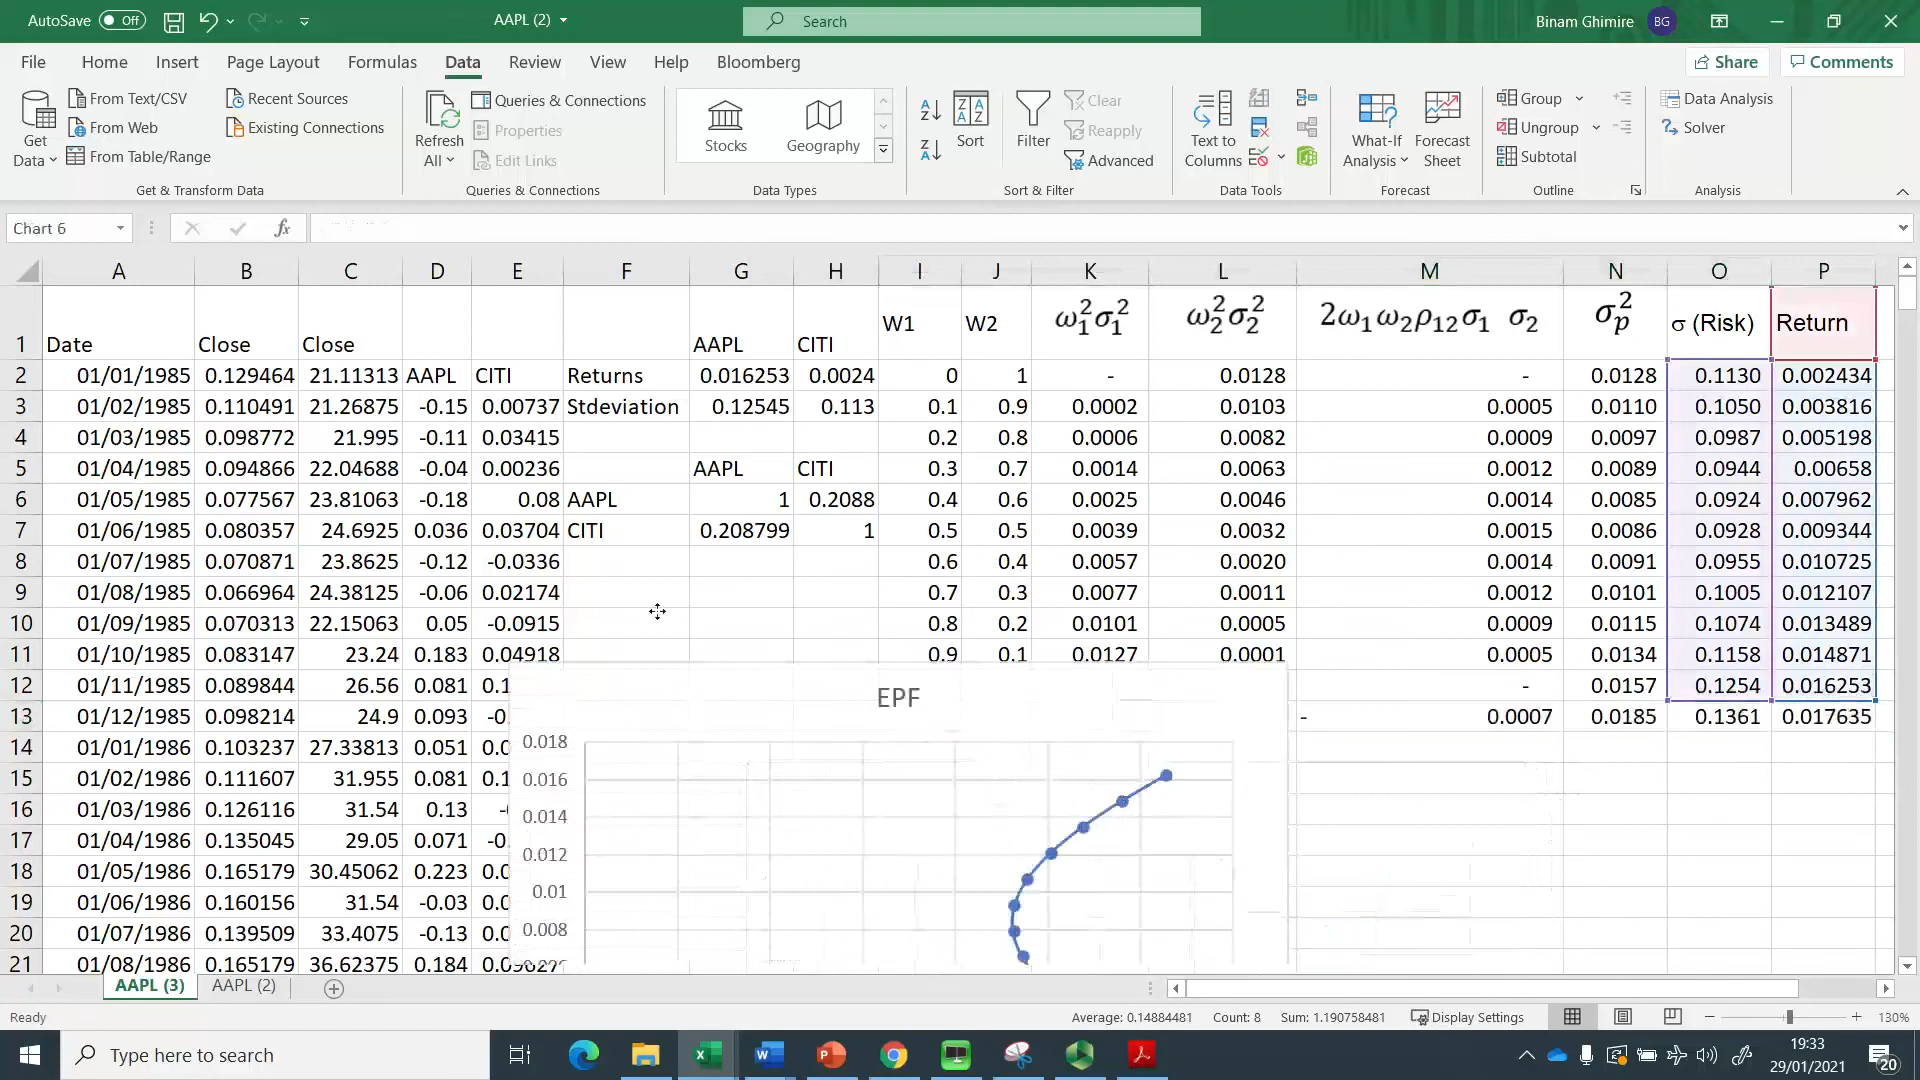 AutoSave Off AAPL (2) Search Binam Ghimire BG
File Home Insert Page Layout Formulas Data Review View Help Bloomberg Share Comments
Get Data From Text/CSV From Web From Table/Range Recent Sources Existing Connections
Get & Transform Data
Refresh All Queries & Connections Properties Edit Links
Queries & Connections
Stocks Geography
Data Types
Sort Filter Clear Reapply Advanced
Sort & Filter
Text to Columns
Data Tools
What-If Analysis Forecast Sheet
Forecast
Group Ungroup Subtotal
Outline
Data Analysis Solver
Analysis
Chart 6 fx
A B C D E F G H I J K L M N O P
1 Date Close Close AAPL CITI W1 W2 ω₁²σ₁² ω₂²σ₂² 2ω₁ω₂ρ₁₂σ₁ σ₂ σₚ² σ (Risk) Return
2 01/01/1985 0.129464 21.11313 AAPL CITI Returns 0.016253 0.0024 0 1 - 0.0128 - 0.0128 0.1130 0.002434
3 01/02/1985 0.110491 21.26875 -0.15 0.00737 Stdeviation 0.12545 0.113 0.1 0.9 0.0002 0.0103 0.0005 0.0110 0.1050 0.003816
4 01/03/1985 0.098772 21.995 -0.11 0.03415 0.2 0.8 0.0006 0.0082 0.0009 0.0097 0.0987 0.005198
5 01/04/1985 0.094866 22.04688 -0.04 0.00236 AAPL CITI 0.3 0.7 0.0014 0.0063 0.0012 0.0089 0.0944 0.00658
6 01/05/1985 0.077567 23.81063 -0.18 0.08 AAPL 1 0.2088 0.4 0.6 0.0025 0.0046 0.0014 0.0085 0.0924 0.007962
7 01/06/1985 0.080357 24.6925 0.036 0.03704 CITI 0.208799 1 0.5 0.5 0.0039 0.0032 0.0015 0.0086 0.0928 0.009344
8 01/07/1985 0.070871 23.8625 -0.12 -0.0336 0.6 0.4 0.0057 0.0020 0.0014 0.0091 0.0955 0.010725
9 01/08/1985 0.066964 24.38125 -0.06 0.02174 0.7 0.3 0.0077 0.0011 0.0012 0.0101 0.1005 0.012107
10 01/09/1985 0.070313 22.15063 0.05 -0.0915 0.8 0.2 0.0101 0.0005 0.0009 0.0115 0.1074 0.013489
11 01/10/1985 0.083147 23.24 0.183 0.04918 0.9 0.1 0.0127 0.0001 0.0005 0.0134 0.1158 0.014871
12 01/11/1985 0.089844 26.56 0.081 - 0.0157 0.1254 0.016253
13 01/12/1985 0.098214 24.9 0.093 - 0.0007 0.0185 0.1361 0.017635
14 01/01/1986 0.103237 27.33813 0.051
15 01/02/1986 0.111607 31.955 0.081
16 01/03/1986 0.126116 31.54 0.13
17 01/04/1986 0.135045 29.05 0.071
18 01/05/1986 0.165179 30.45062 0.223
19 01/06/1986 0.160156 31.54 -0.03
20 01/07/1986 0.139509 33.4075 -0.13
21 01/08/1986 0.165179 36.62375 0.184
EPF
0.018
0.016
0.014
0.012
0.01
0.008
AAPL (3) AAPL (2)
Ready Average: 0.14884481 Count: 8 Sum: 1.190758481 Display Settings 130%
Type here to search 19:33
29/01/2021 20